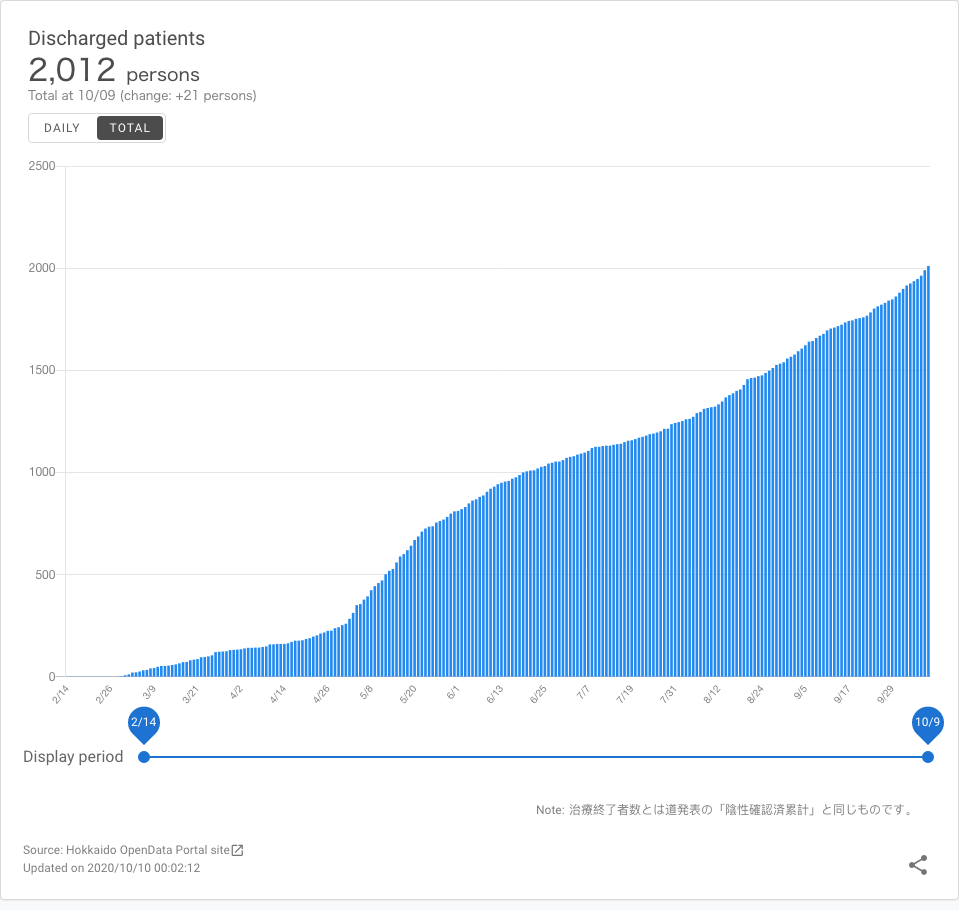 Discharged patients
2,012 persons
Total at 10/09 (change: +21 persons)
DAILY TOTAL
2500
2000
1500
1000
500
0
2/14 2/26 3/9 3/21 4/2 4/14 4/26 5/8 5/20 6/1 6/13 6/25 7/7 7/19 7/31 8/12 8/24 9/5 9/17 9/29
2/14 10/9
Display period
Note: 治療終了者数とは道発表の「陰性確認済累計」と同じものです。
Source: Hokkaido OpenData Portal site
Updated on 2020/10/10 00:02:12